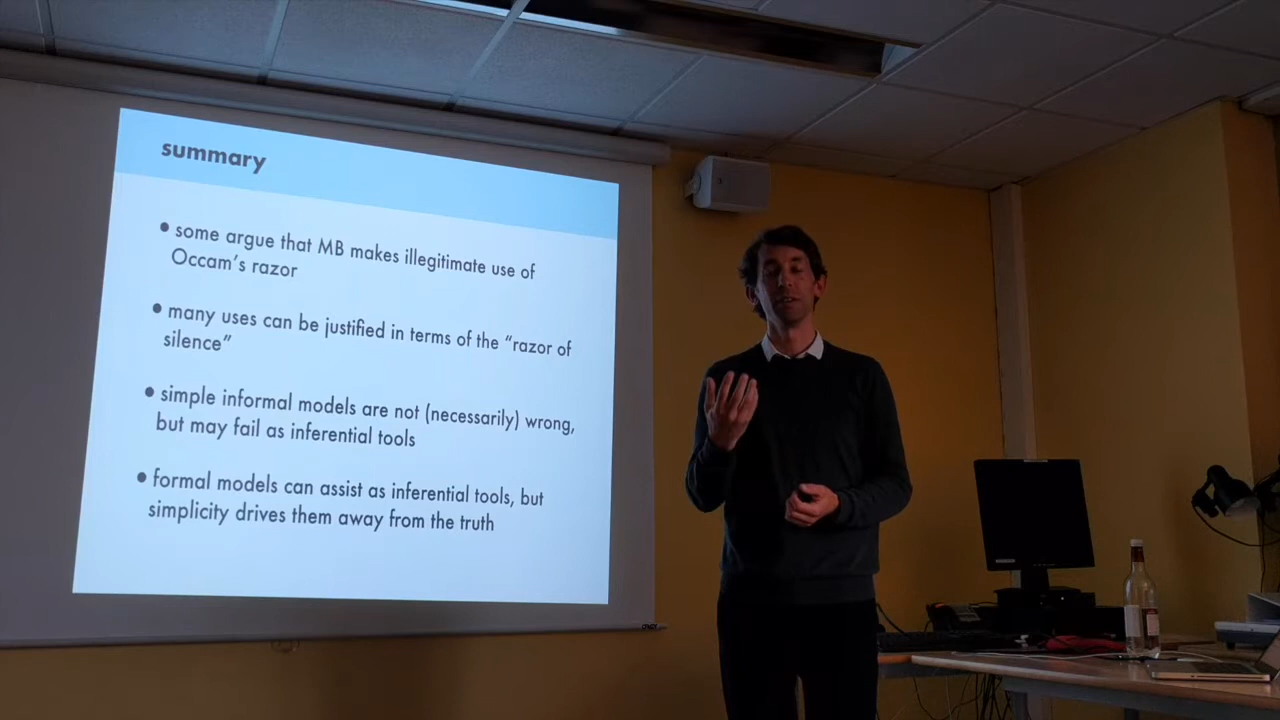 summary
• some argue that MB makes illegitimate use of
Occam's razor
• many uses can be justified in terms of the “razor of
silence”
• simple informal models are not (necessarily) wrong,
but may fail as inferential tools
• formal models can assist as inferential tools, but
simplicity drives them away from the truth